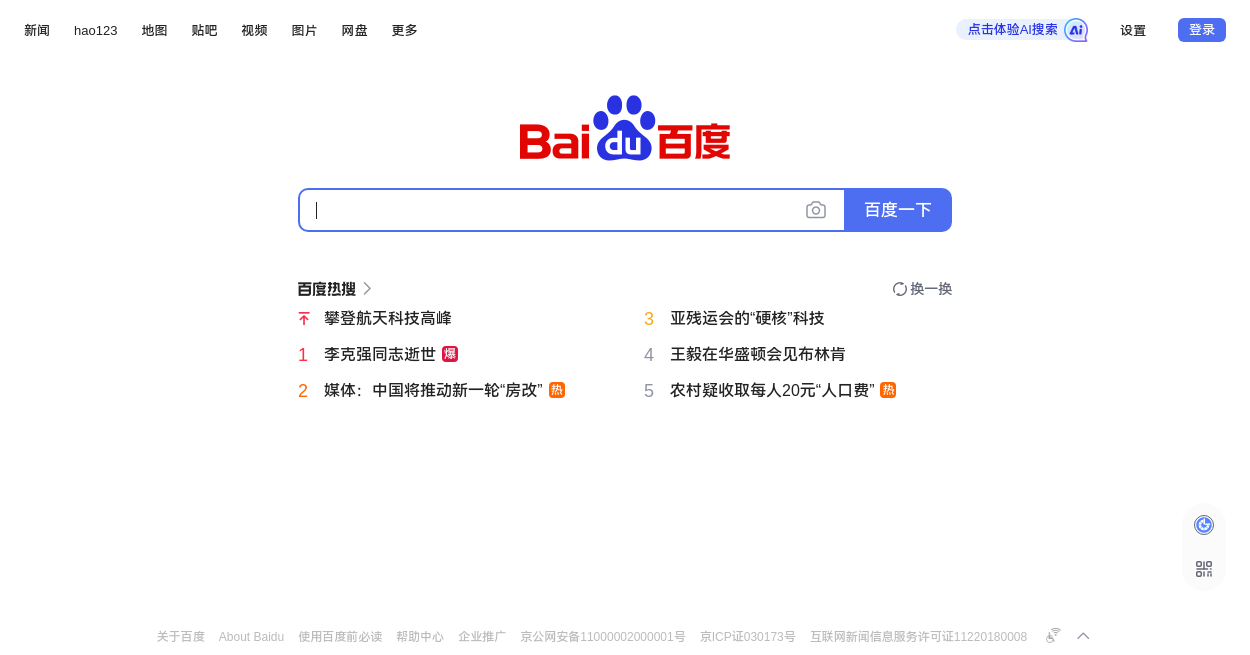 新闻 hao123 地图 贴吧 视频 图片 网盘 更多 点击体验AI搜索 Ai 设置 登录
Bai du 百度
百度一下
百度热搜 换一换
攀登航天科技高峰
1 李克强同志逝世 爆
2 媒体：中国将推动新一轮“房改” 热
3 亚残运会的“硬核”科技
4 王毅在华盛顿会见布林肯
5 农村疑收取每人20元“人口费” 热
关于百度 About Baidu 使用百度前必读 帮助中心 企业推广 京公网安备11000002000001号 京ICP证030173号 互联网新闻信息服务许可证11220180008